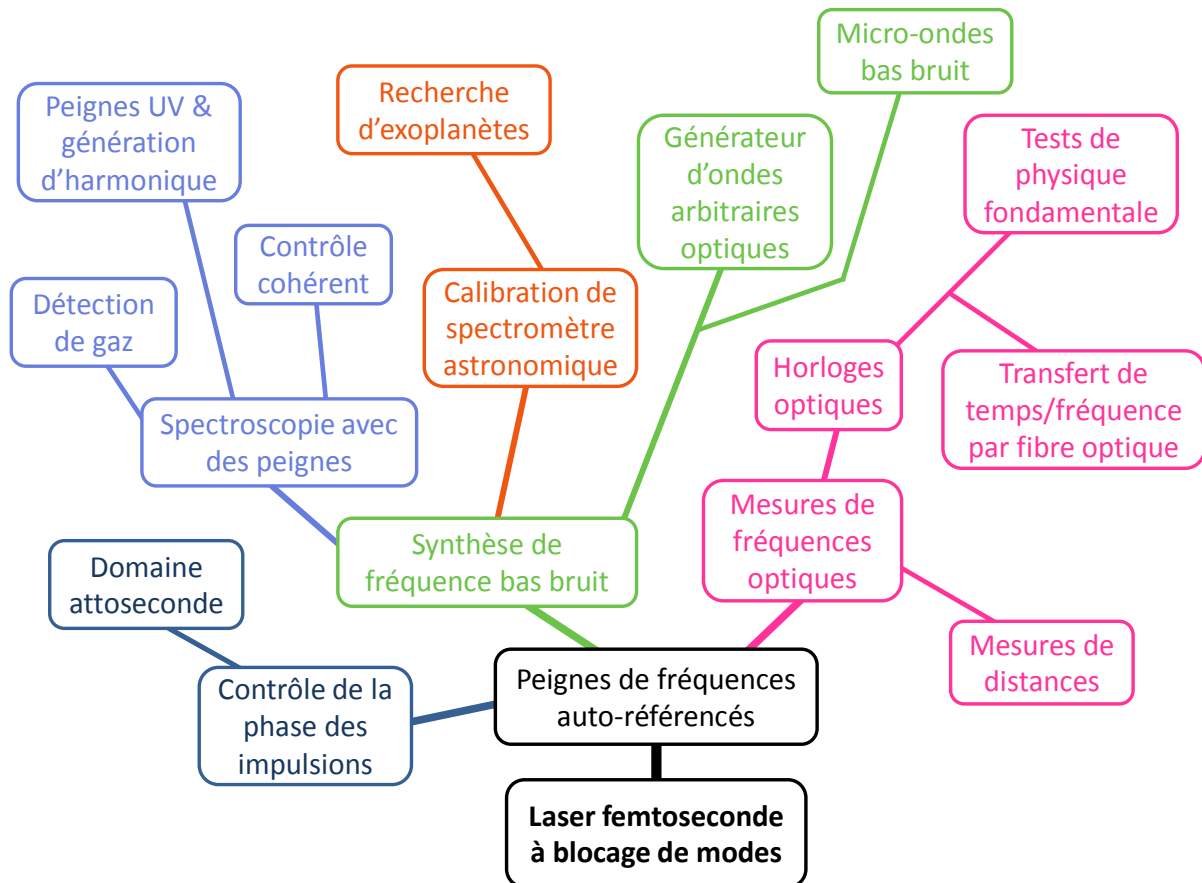 Micro-ondes
bas bruit
Peignes UV &
génération
d’harmonique
Recherche
d’exoplanètes
Générateur
d’ondes
arbitraires
optiques
Tests de
physique
fondamentale
Contrôle
cohérent
Détection
de gaz
Calibration de
spectromètre
astronomique
Horloges
optiques
Transfert de
temps/fréquence
par fibre optique
Spectroscopie avec
des peignes
Mesures de
fréquences
optiques
Synthèse de
fréquence bas bruit
Domaine
attoseconde
Mesures de
distances
Contrôle de la
phase des
impulsions
Peignes de fréquences
auto-référencés
Laser femtoseconde
à blocage de modes